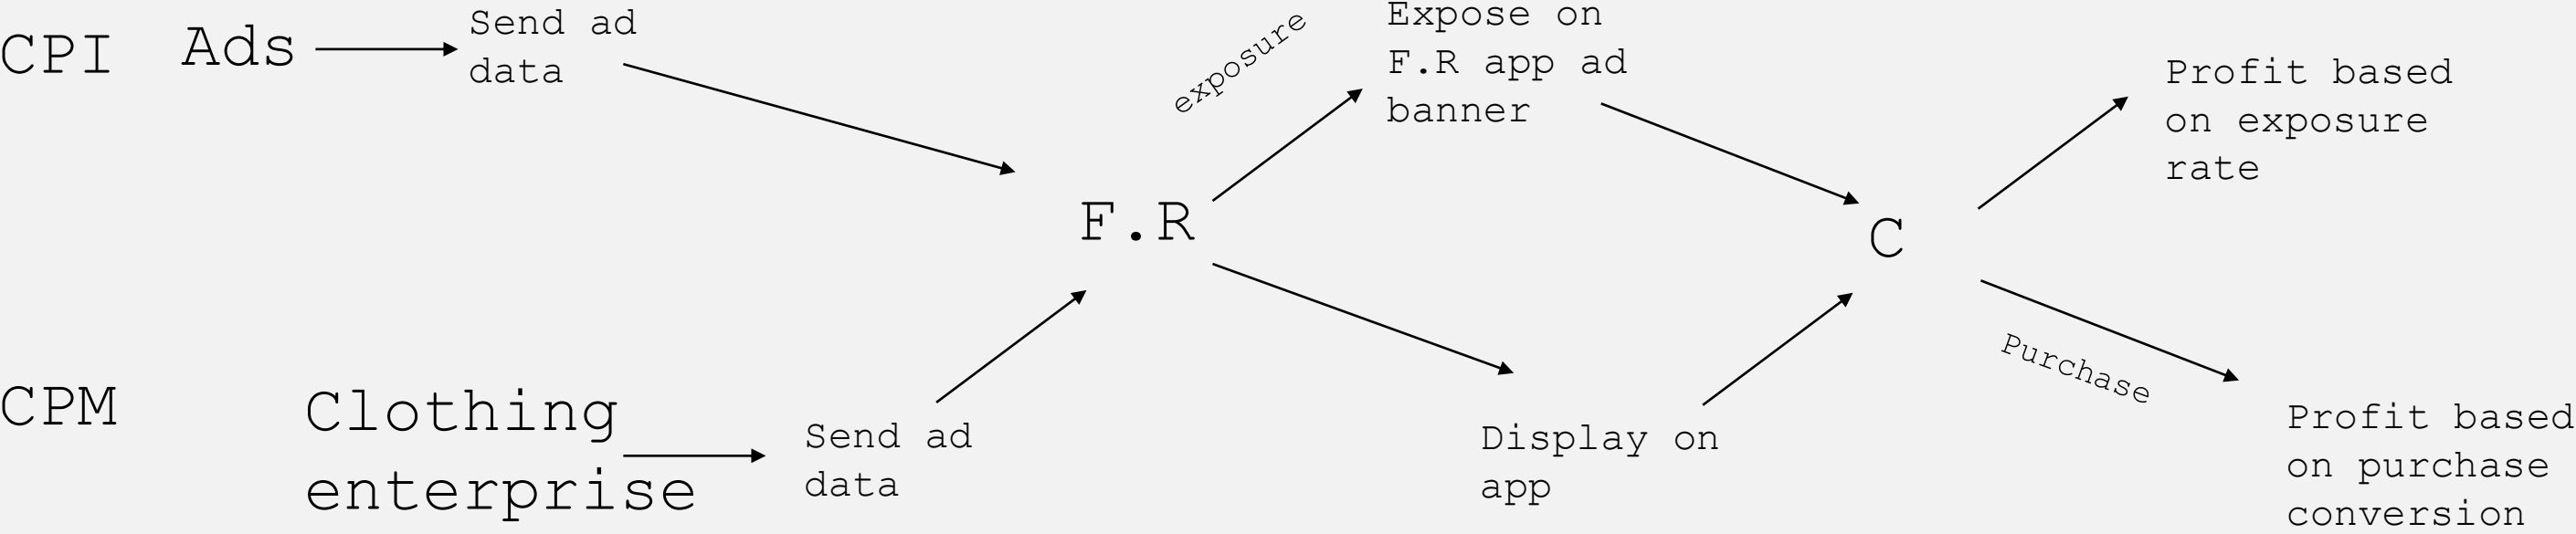 CPI
Ads
Send ad
data
exposure
Expose on
F.R app ad
banner
Profit based
on exposure
rate
F.R
C
CPM
Clothing
enterprise
Send ad
data
Display on
app
Purchase
Profit based
on purchase
conversion